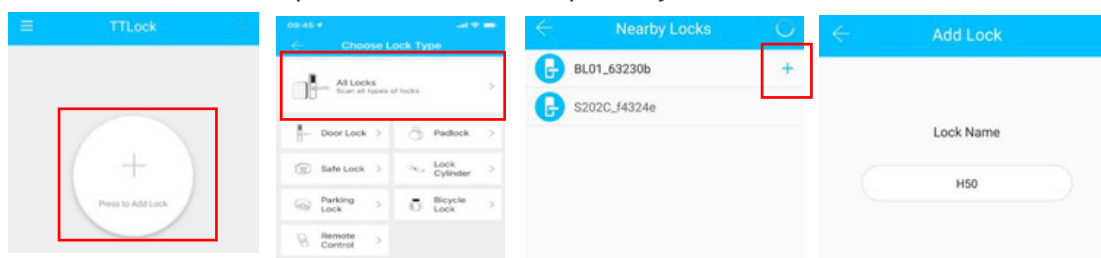 TTLock
Press to Add Lock
09:45
Choose Lock Type
All Locks
Scan all types of locks
Door Lock
Padlock
Safe Lock
Lock
Cylinder
Parking
Lock
Bicycle
Lock
Remote
Control
Nearby Locks
BL01_63230b
S202C_f4324e
Add Lock
Lock Name
H50